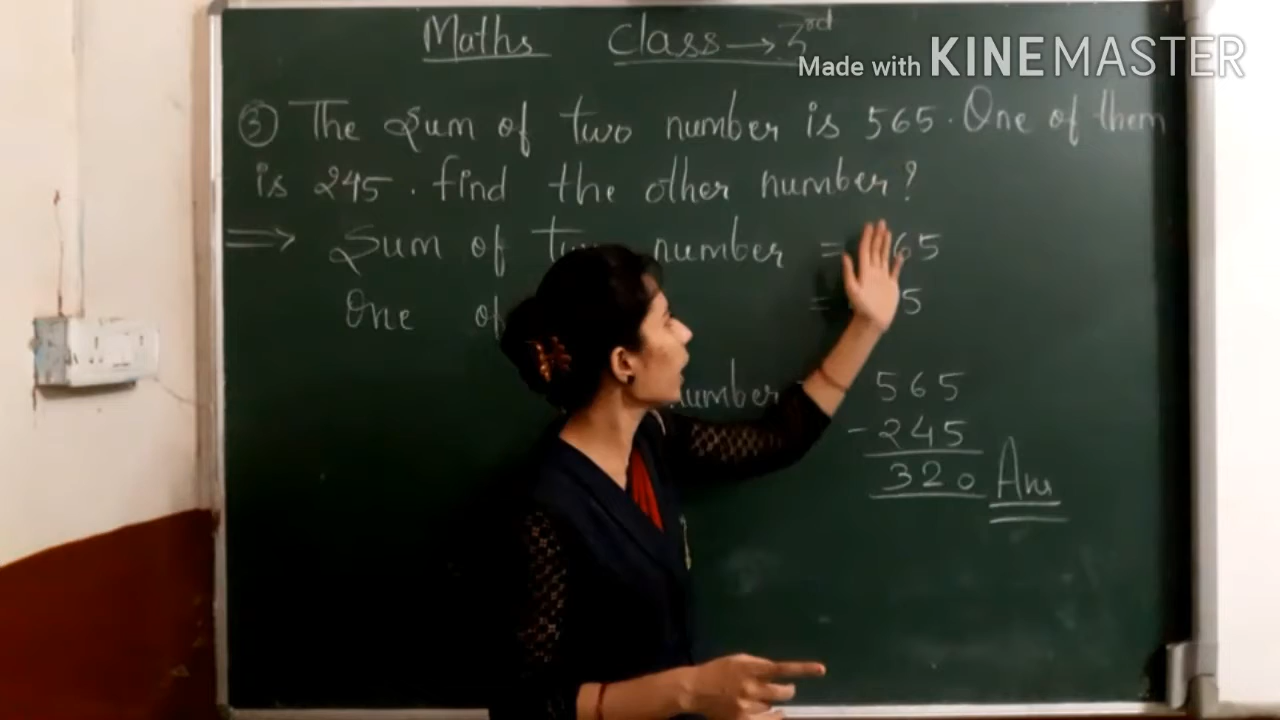 Maths Class → 3rd
Made with KINEMASTER
③ The Sum of two number is 565. One of them
is 245. find the other number?
⇒ Sum of number = 65
One of = 5
number
565
- 245
320 Ans